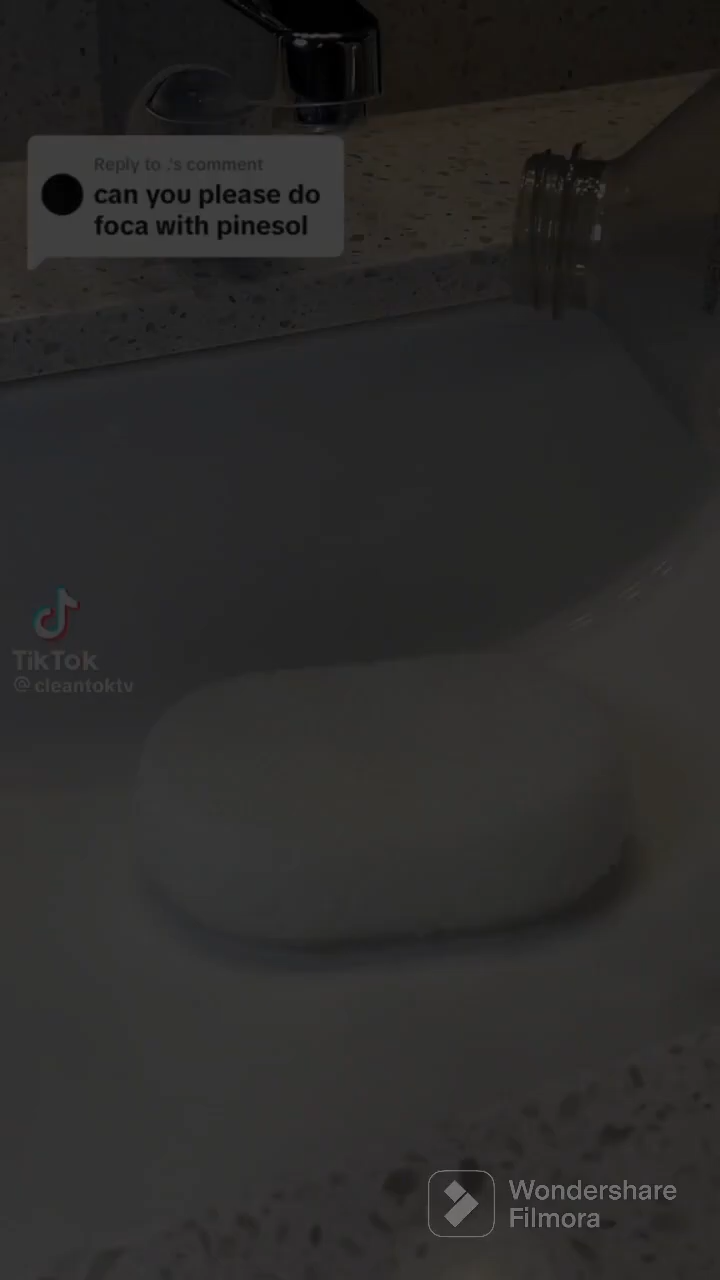 Reply to .'s comment
can you please do
foca with pinesol
TikTok
@cleantoktv
Wondershare
Filmora